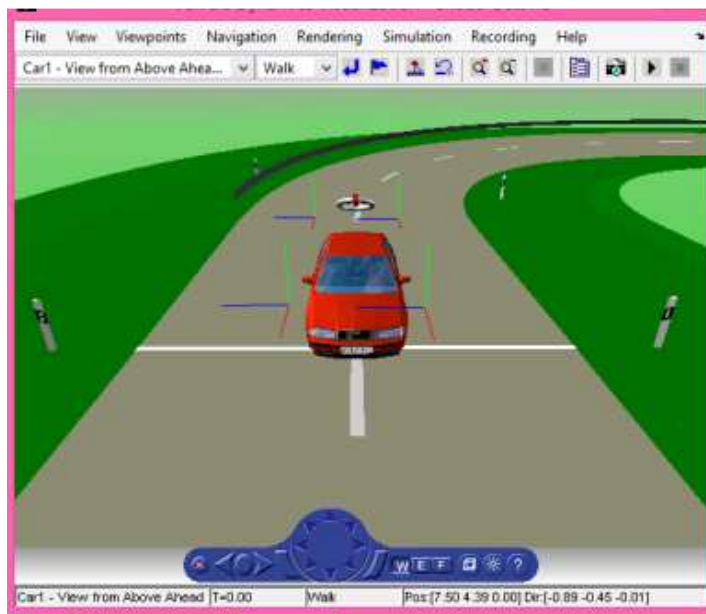 File View Viewpoints Navigation Rendering Simulation Recording Help
Car1 - View from Above Ahea... Walk
W E F ?
Car1 - View from Above Ahead T=0.00 Walk Pos:[7.50 4.39 0.00] Dir:[-0.89 -0.45 -0.01]